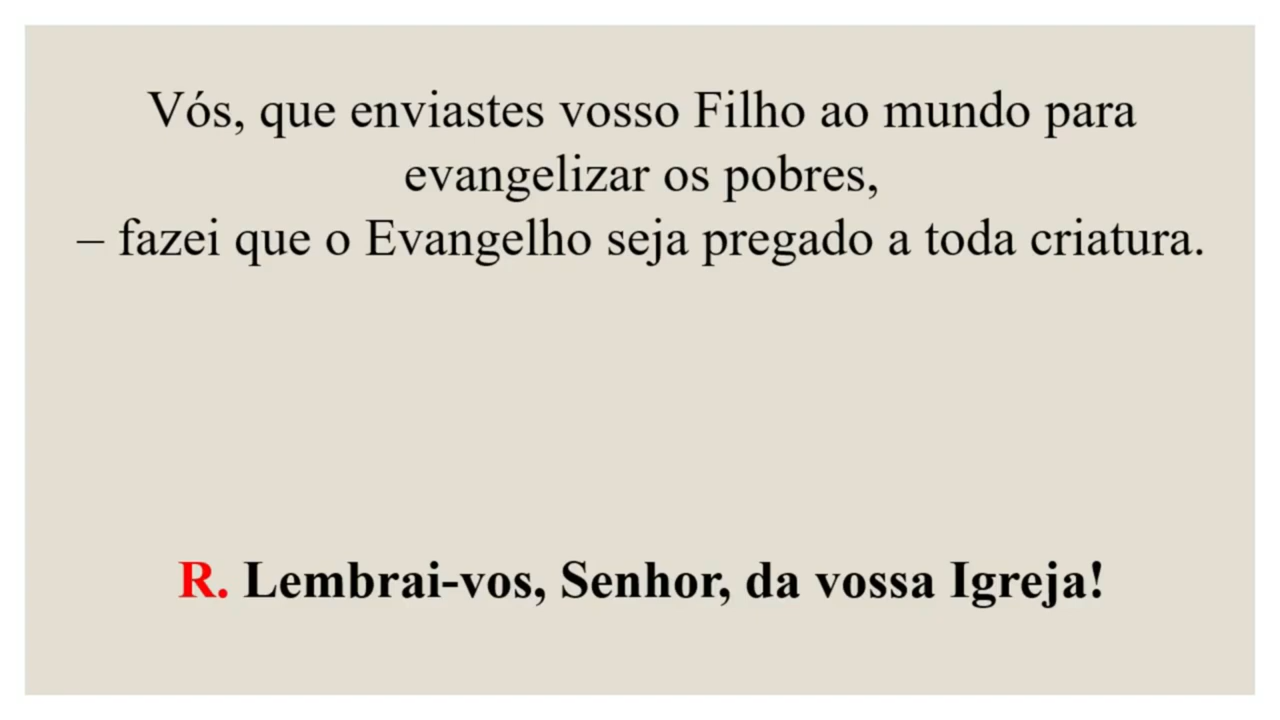 Vós, que enviastes vosso Filho ao mundo para
evangelizar os pobres,
– fazei que o Evangelho seja pregado a toda criatura.
R. Lembrai-vos, Senhor, da vossa Igreja!